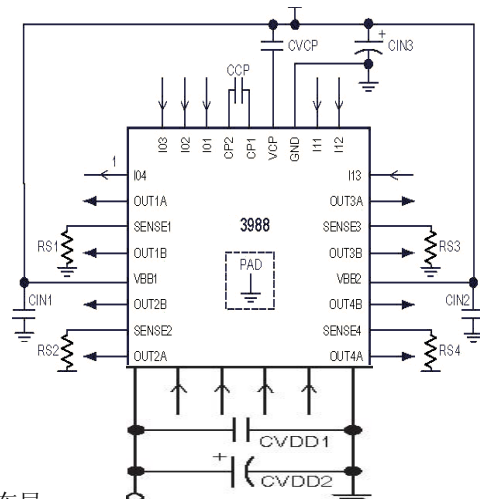 CVCP
+
CIN3
CCP
I03
I02
I01
CP2
CP1
VCP
GND
I11
I12
1
I04
I13
OUT1A
OUT3A
SENSE1
3988
SENSE3
RS1
RS3
OUT1B
PAD
OUT3B
VBB1
VBB2
CIN1
OUT2B
OUT4B
CIN2
SENSE2
SENSE4
RS2
RS4
OUT2A
OUT4A
CVDD1
+
CVDD2